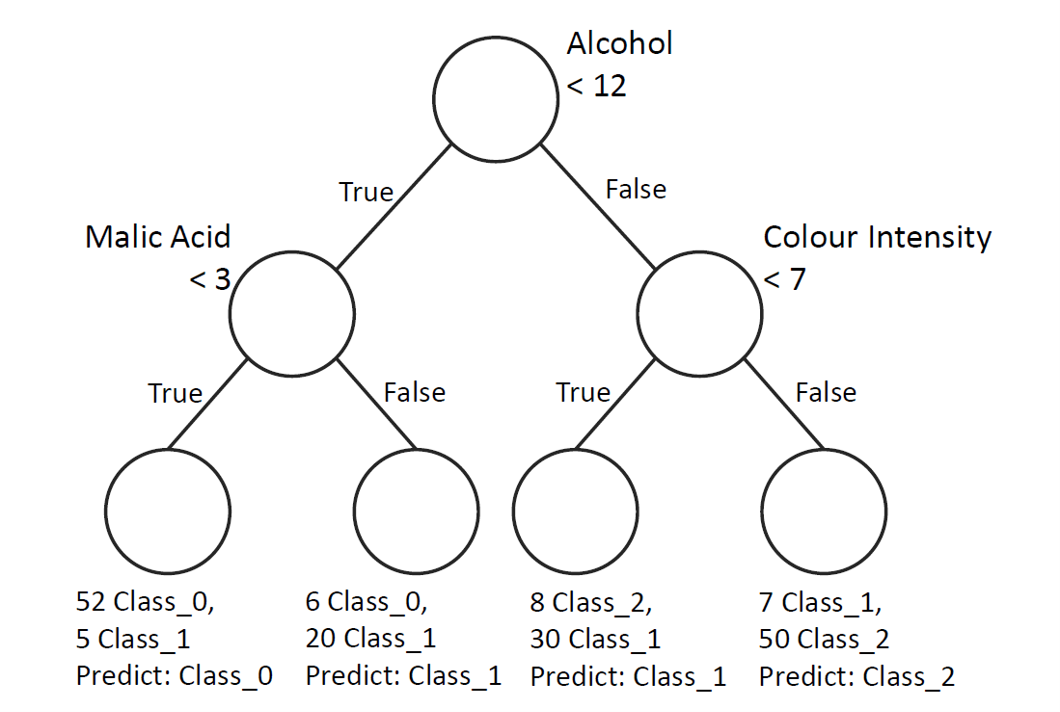 Alcohol
< 12
True
False
Malic Acid
< 3
Colour Intensity
< 7
True
False
True
False
52 Class_0,
5 Class_1
Predict: Class_0
6 Class_0,
20 Class_1
Predict: Class_1
8 Class_2,
30 Class_1
Predict: Class_1
7 Class_1,
50 Class_2
Predict: Class_2